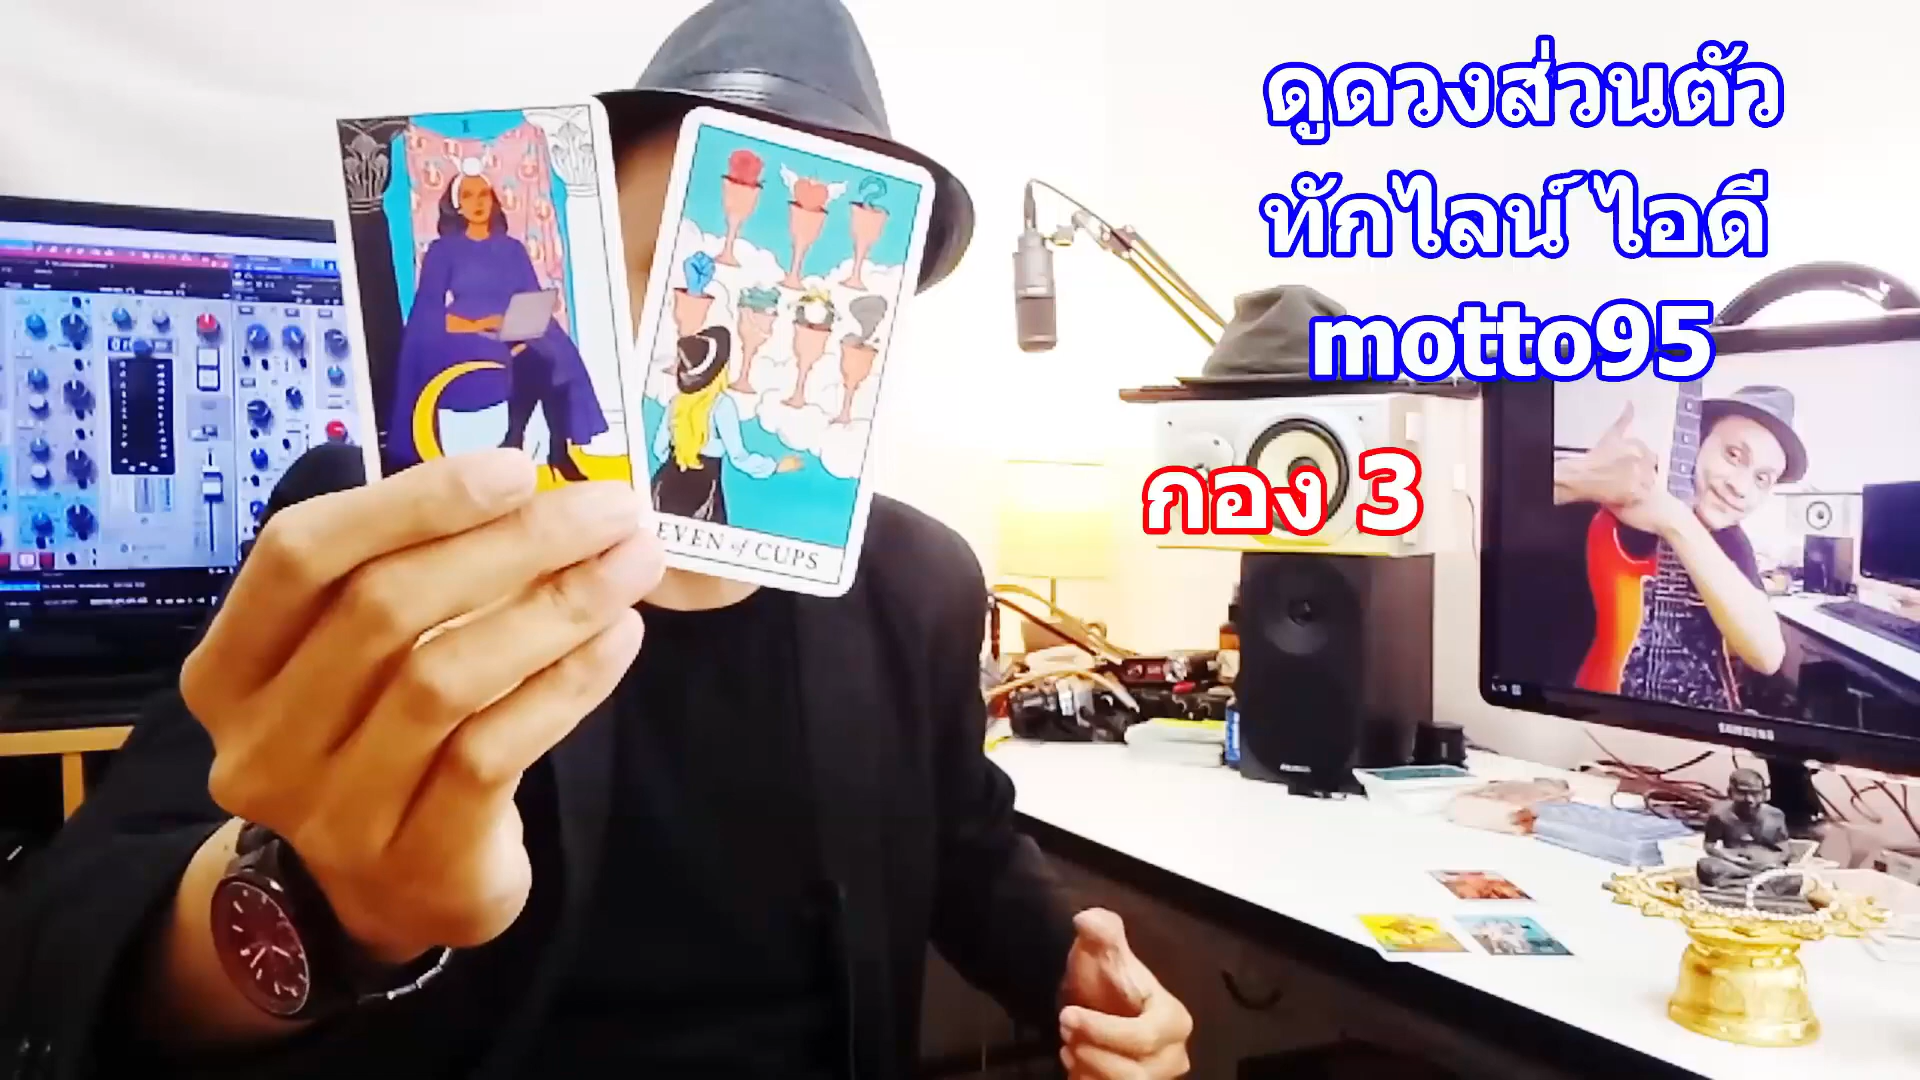 ดูดวงส่วนตัว
ทักไลน์ ไอดี
motto95
กอง 3
EVEN of CUPS
SAMSUNG